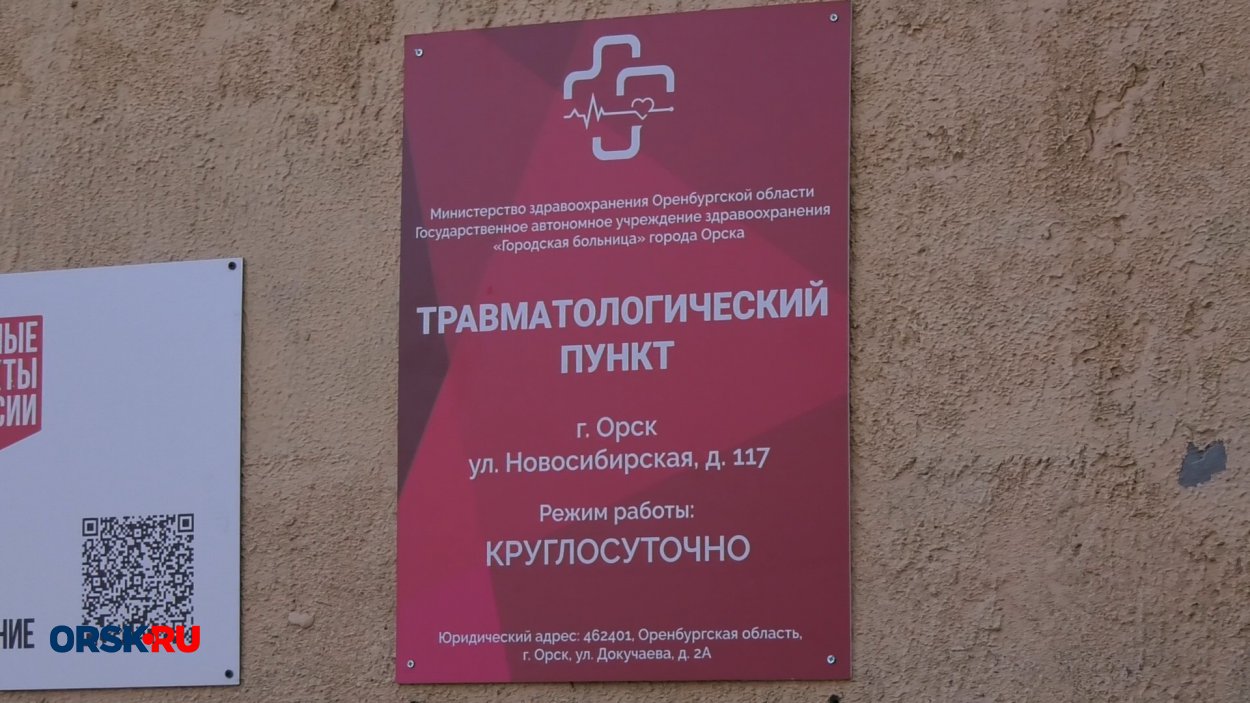 Министерство здравоохранения Оренбургской области
Государственное автономное учреждение здравоохранения
«Городская больница» города Орска
ТРАВМАТОЛОГИЧЕСКИЙ
ПУНКТ
г. Орск
ул. Новосибирская, д. 117
Режим работы:
КРУГЛОСУТОЧНО
Юридический адрес: 462401, Оренбургская область,
г. Орск, ул. Докучаева, д. 2А
ORSK.RU